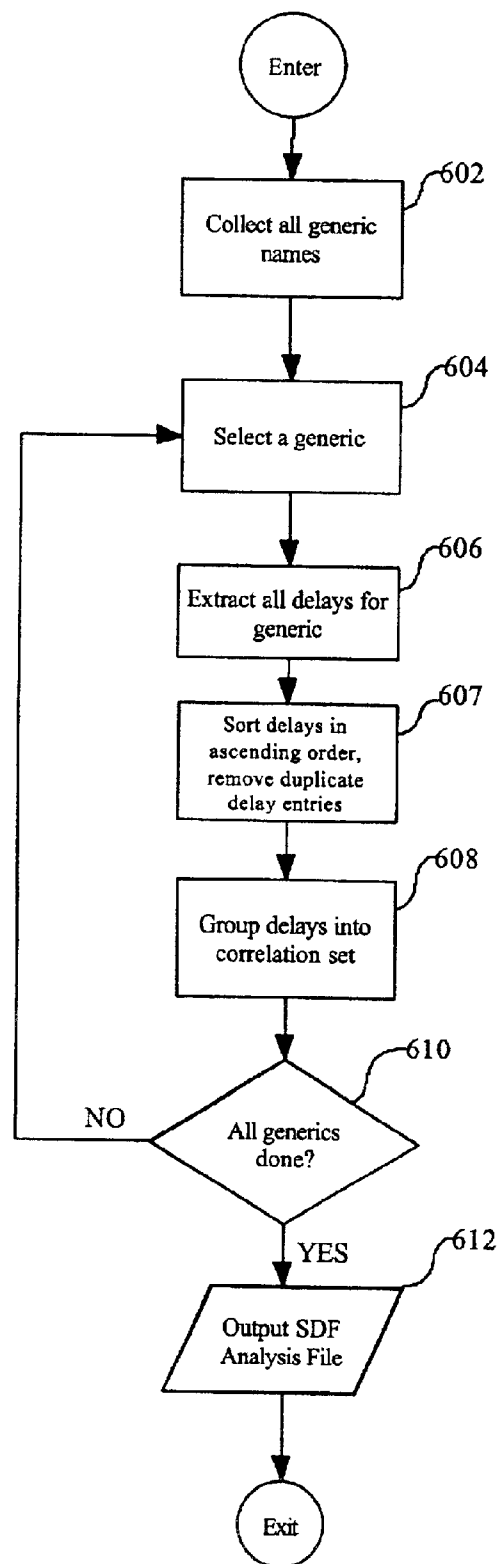 Enter
602
Collect all generic
names
604
Select a generic
606
Extract all delays for
generic
607
Sort delays in
ascending order,
remove duplicate
delay entries
608
Group delays into
correlation set
610
All generics
done?
NO
YES
612
Output SDF
Analysis File
Exit